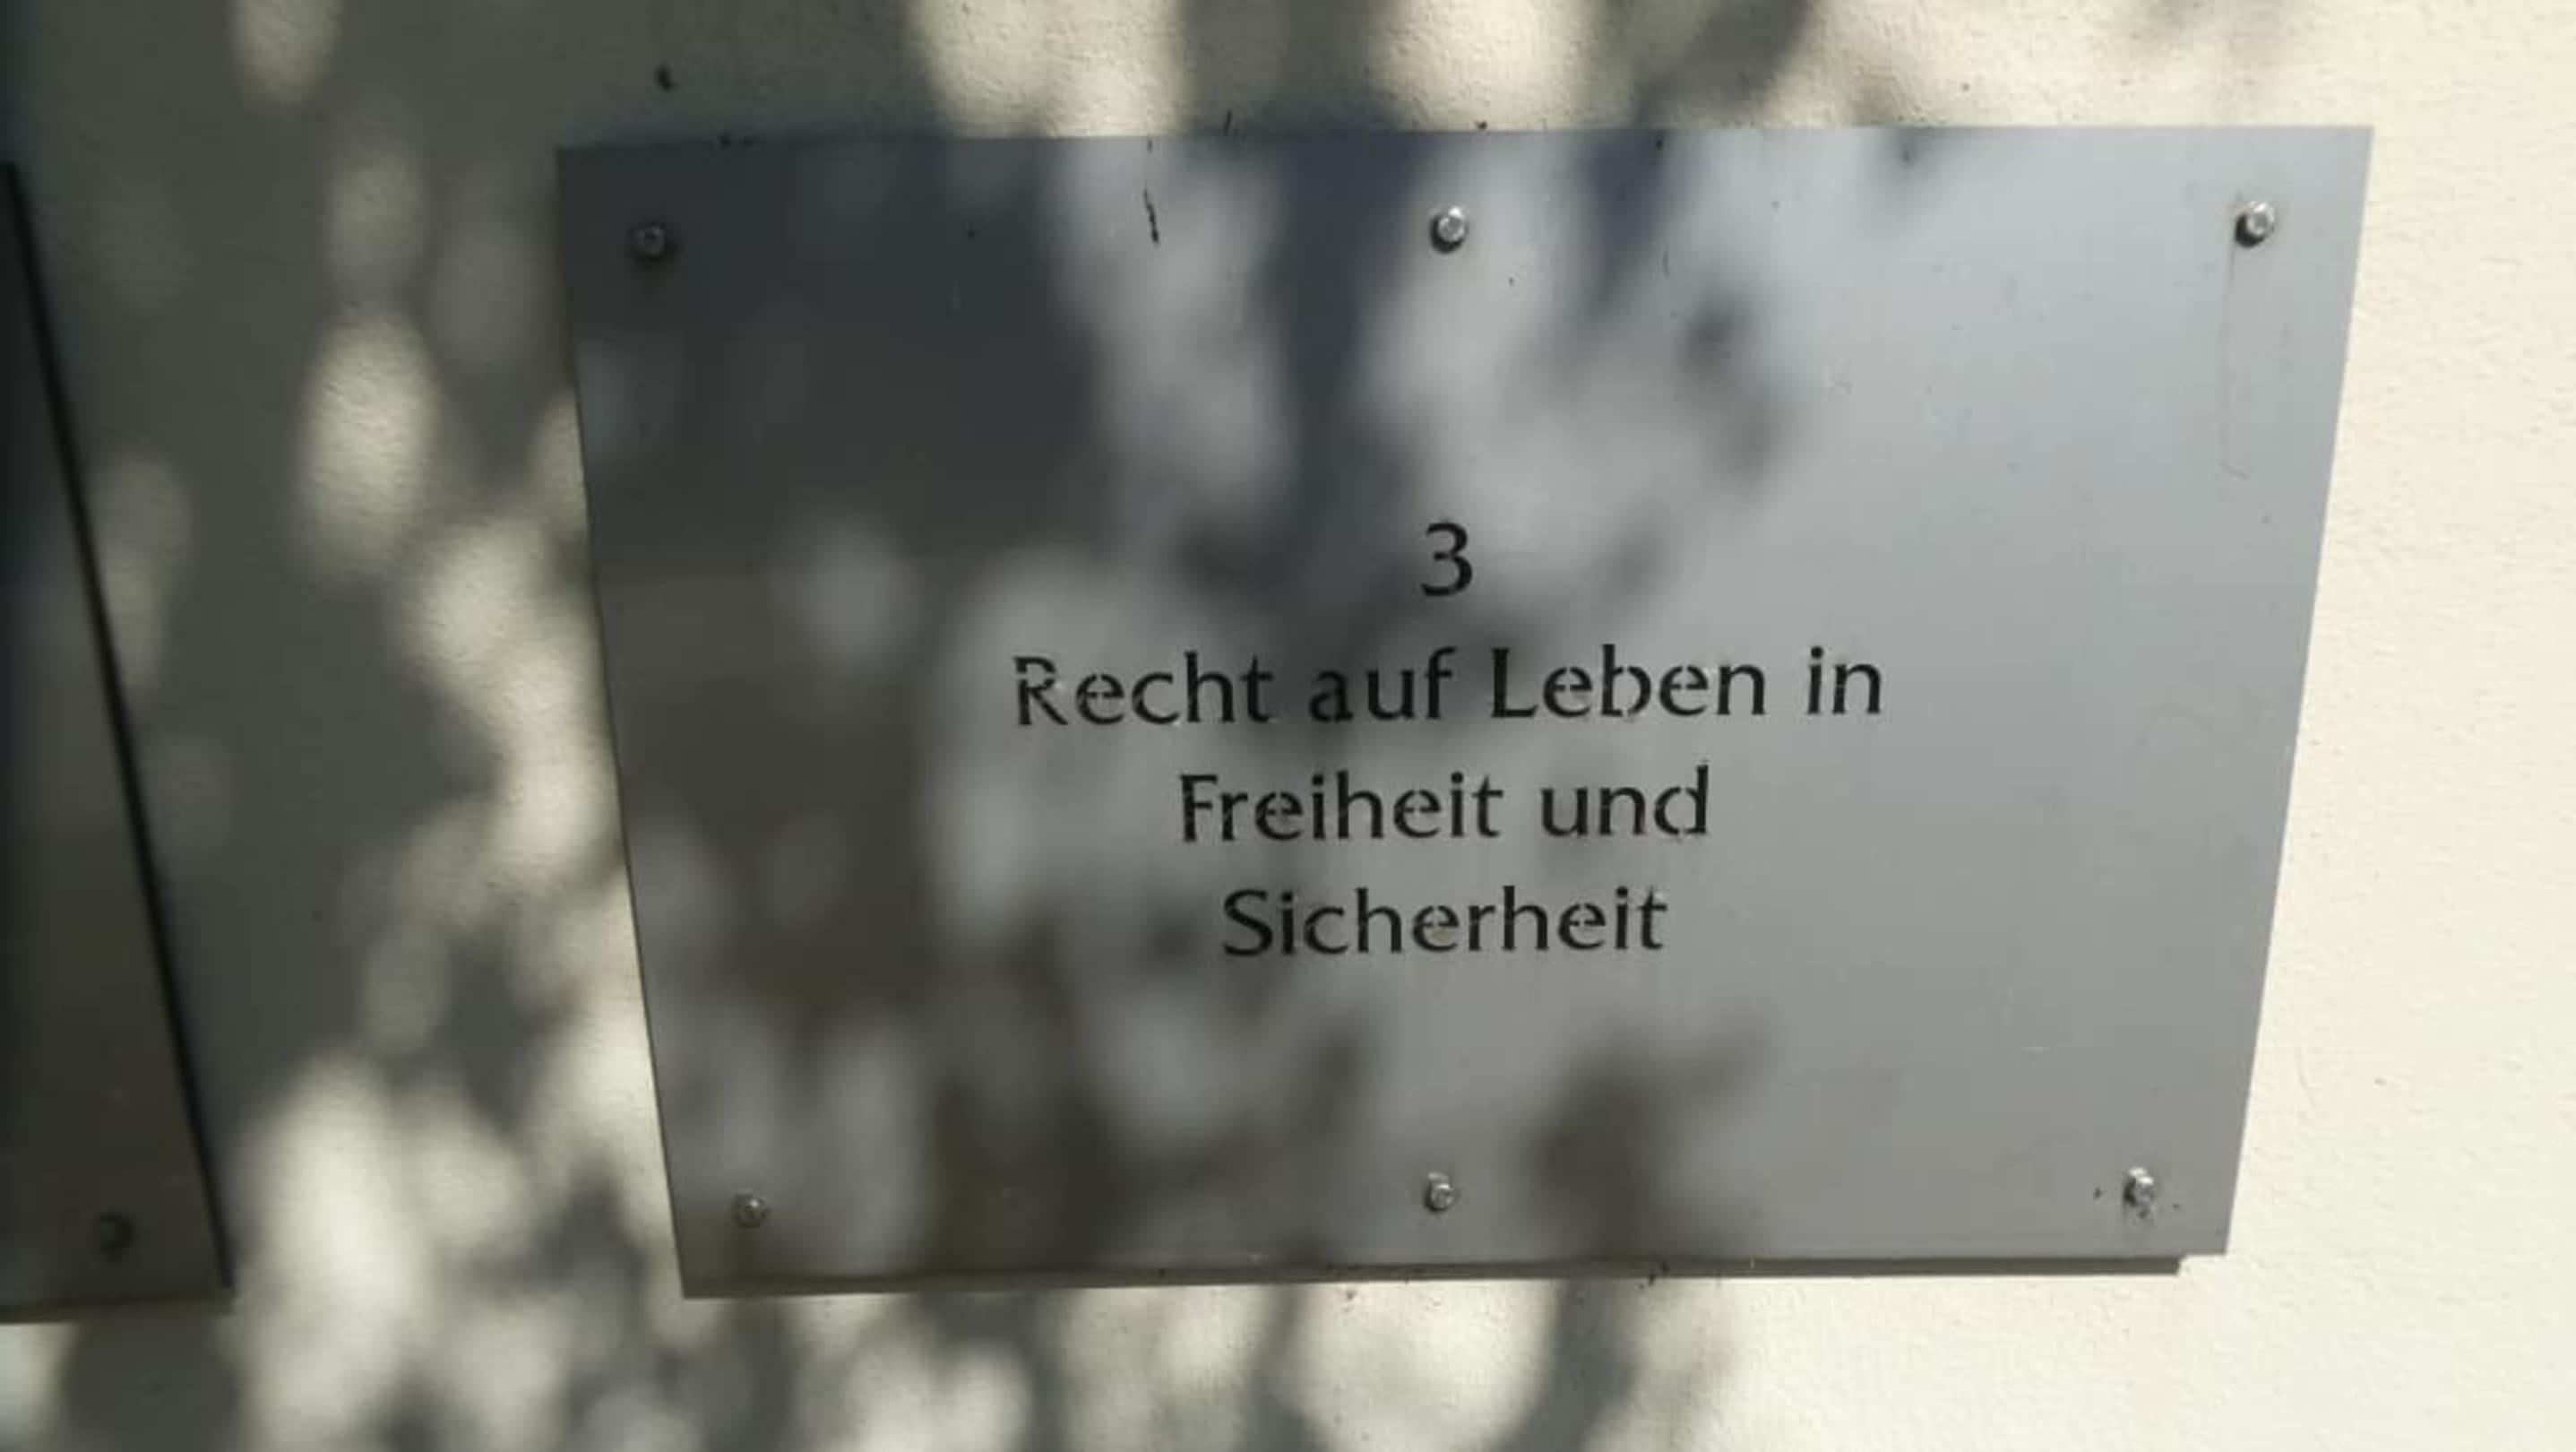 3
Recht auf Leben in
Freiheit und
Sicherheit